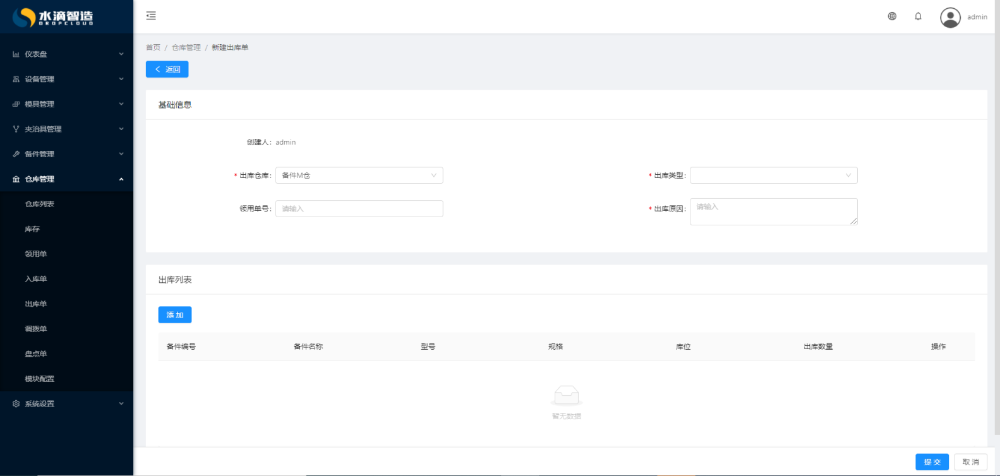 水滴智造
DROPCLOUD
admin
仪表盘
设备管理
模具管理
夹治具管理
备件管理
仓库管理
仓库列表
库存
领用单
入库单
出库单
调拨单
盘点单
模块配置
系统设置
首页 / 仓库管理 / 新建出库单
返回
基础信息
创建人: admin
* 出库仓库: 备件M仓
* 出库类型:
领用单号: 请输入
* 出库原因: 请输入
出库列表
添 加
备件编号 备件名称 型号 规格 库位 出库数量 操作
暂无数据
提 交 取 消